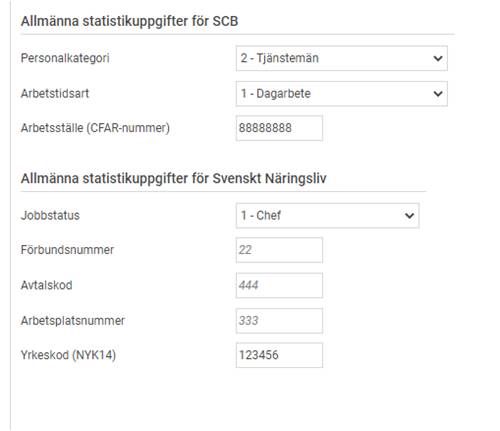 Allmänna statistikuppgifter för SCB
Personalkategori 2 - Tjänstemän
Arbetstidsart 1 - Dagarbete
Arbetsställe (CFAR-nummer) 88888888
Allmänna statistikuppgifter för Svenskt Näringsliv
Jobbstatus 1 - Chef
Förbundsnummer 22
Avtalskod 444
Arbetsplatsnummer 333
Yrkeskod (NYK14) 123456